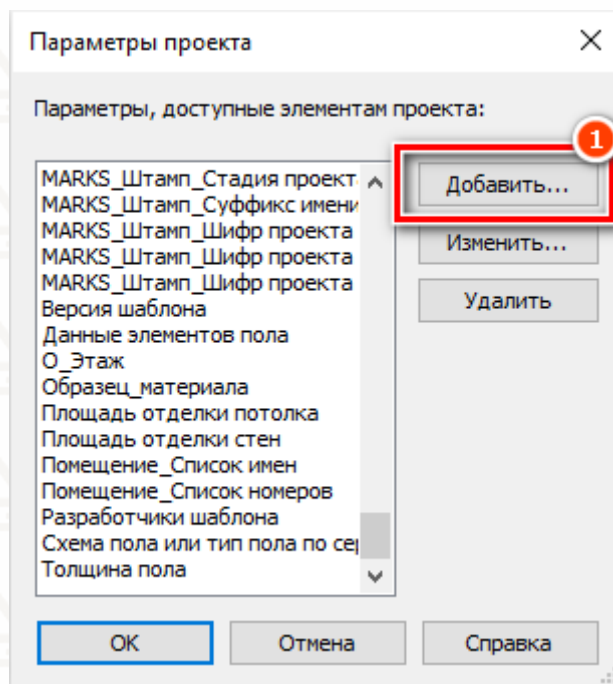 Параметры проекта
Параметры, доступные элементам проекта:
1
MARKS_Штамп_Стадия проект
Добавить...
MARKS_Штамп_Суффикс имени
MARKS_Штамп_Шифр проекта
Изменить...
MARKS_Штамп_Шифр проекта
MARKS_Штамп_Шифр проекта
Удалить
Версия шаблона
Данные элементов пола
О_Этаж
Образец_материала
Площадь отделки потолка
Площадь отделки стен
Помещение_Список имен
Помещение_Список номеров
Разработчики шаблона
Схема пола или тип пола по сер
Толщина пола
ОК
Отмена
Справка